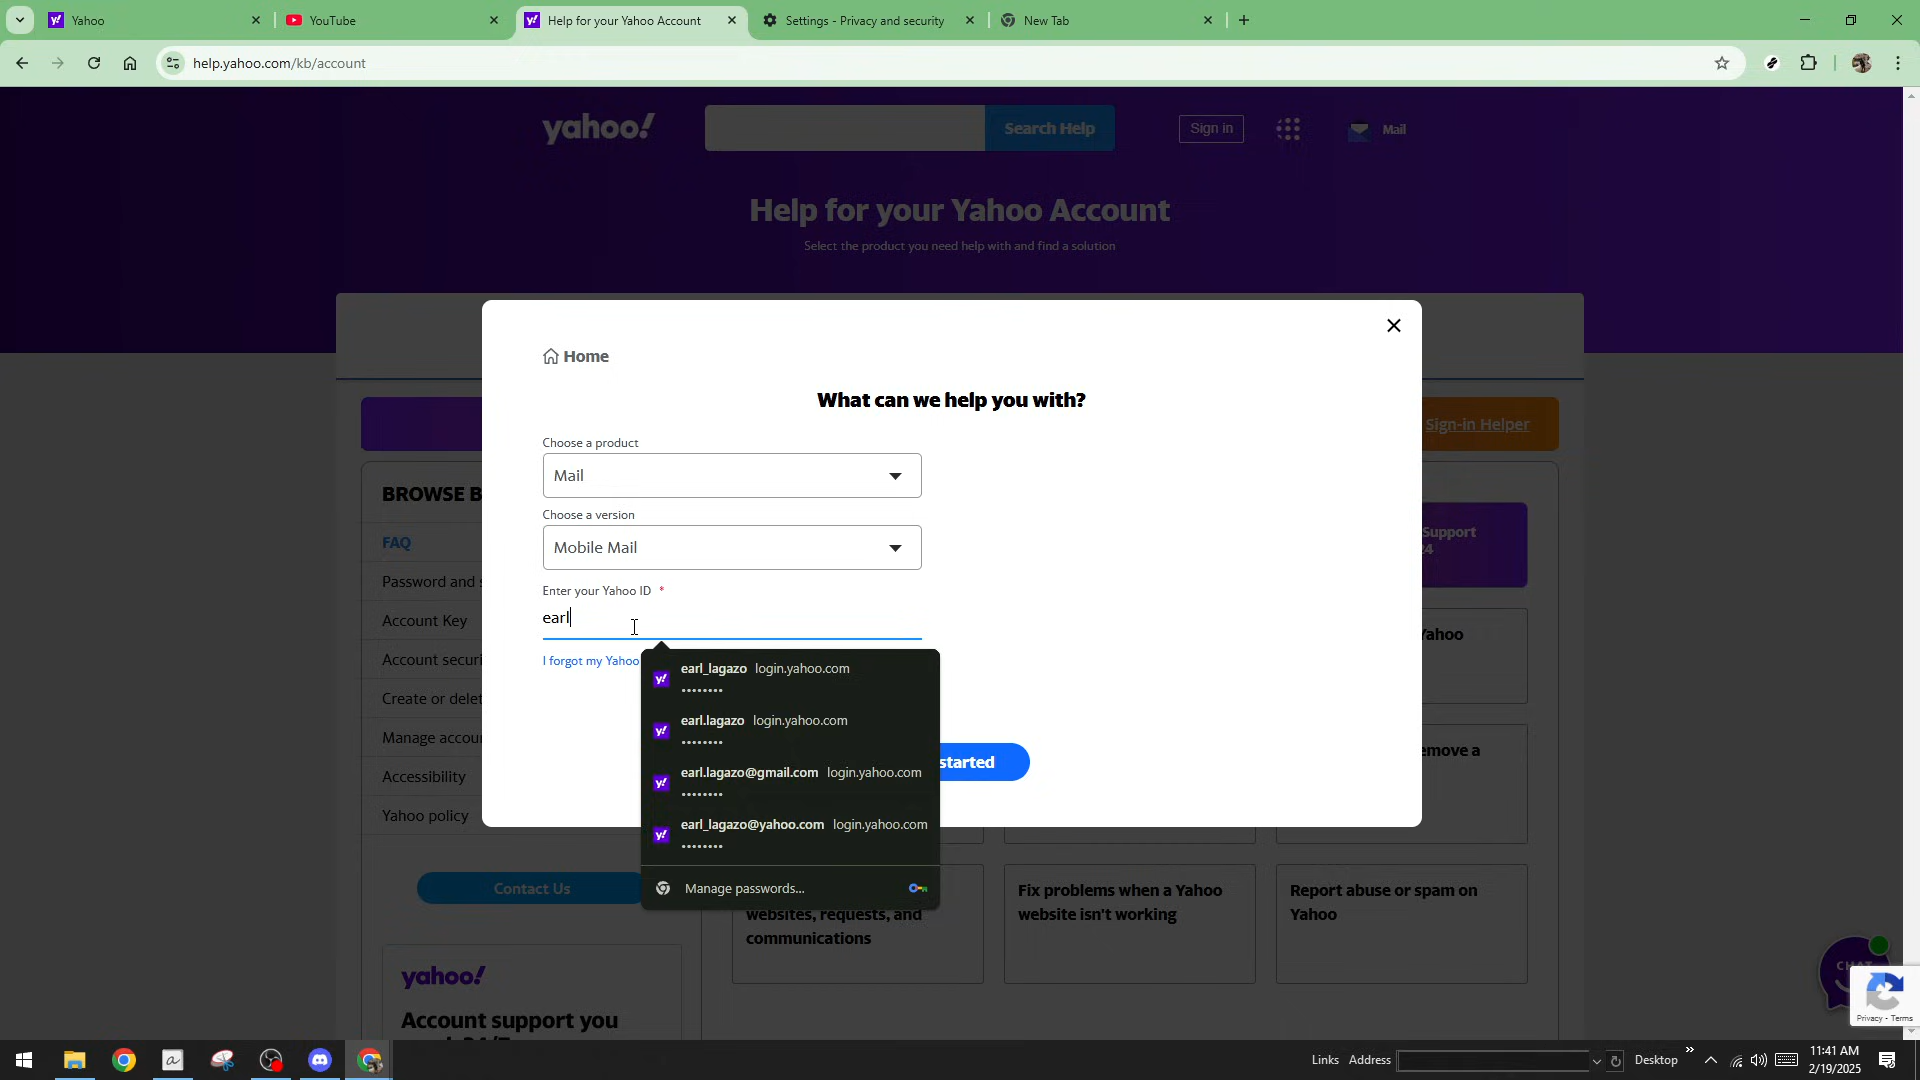 Yahoo
YouTube
Help for your Yahoo Account
Settings - Privacy and security
New Tab
help.yahoo.com/kb/account
yahoo!
Search Help
Sign in
Mail
Help for your Yahoo Account
Select the product you need help with and find a solution
Home
What can we help you with?
Choose a product
Mail
Choose a version
Mobile Mail
Enter your Yahoo ID *
earl
I forgot my Yahoo
earl_lagazo login.yahoo.com
••••••••
earl.lagazo login.yahoo.com
••••••••
earl.lagazo@gmail.com login.yahoo.com
••••••••
earl_lagazo@yahoo.com login.yahoo.com
••••••••
Manage passwords...
started
Sign-in Helper
BROWSE B
FAQ
Password and s
Account Key
Account securi
Create or delet
Manage accou
Accessibility
Yahoo policy
Contact Us
yahoo!
Account support you
Support
4
ahoo
emove a
websites, requests, and
communications
Fix problems when a Yahoo
website isn't working
Report abuse or spam on
Yahoo
Privacy - Terms
Links Address
Desktop
11:41 AM
2/19/2025